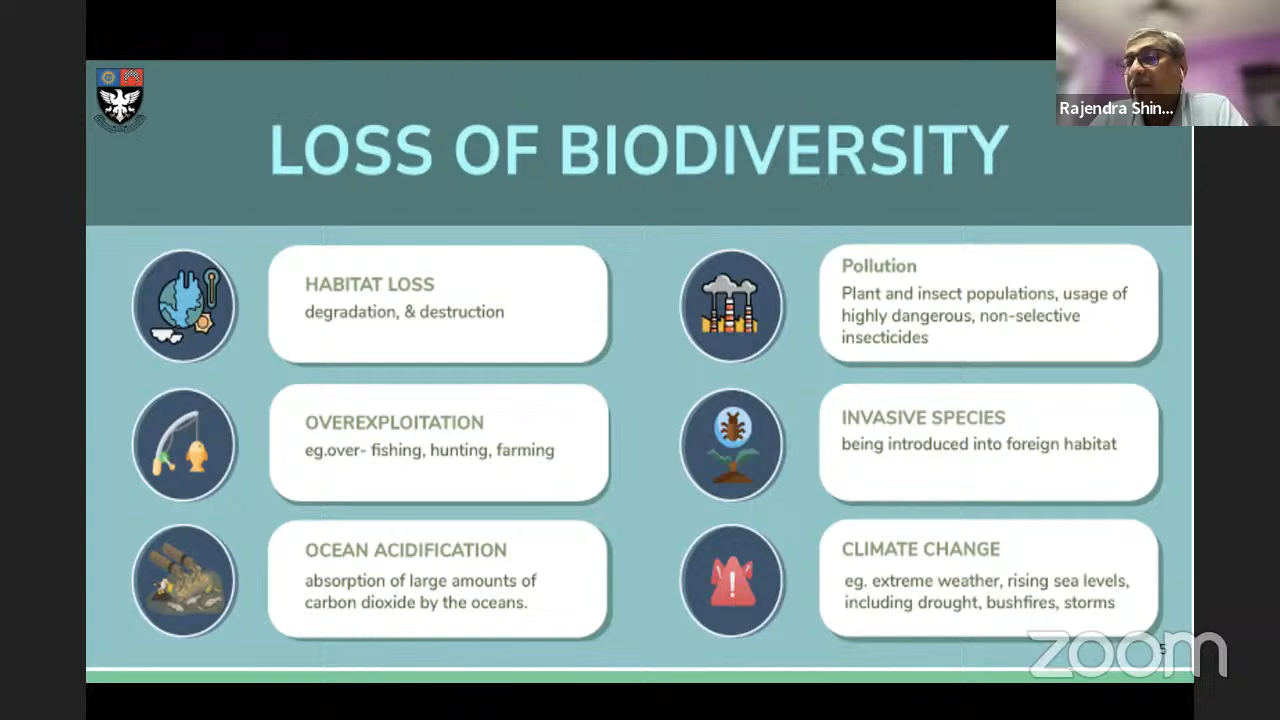 Rajendra Shin...
LOSS OF BIODIVERSITY
HABITAT LOSS
degradation, & destruction
Pollution
Plant and insect populations, usage of
highly dangerous, non-selective
insecticides
OVEREXPLOITATION
eg.over- fishing, hunting, farming
INVASIVE SPECIES
being introduced into foreign habitat
OCEAN ACIDIFICATION
absorption of large amounts of
carbon dioxide by the oceans.
CLIMATE CHANGE
eg. extreme weather, rising sea levels,
including drought, bushfires, storms
5
zoom